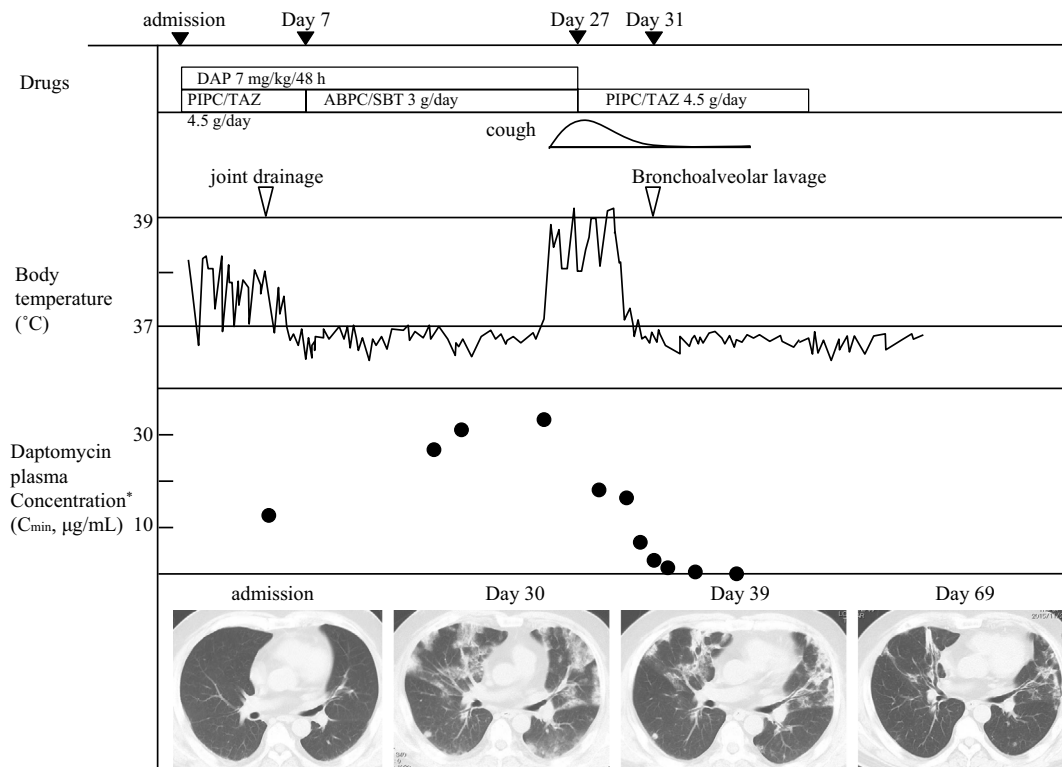 admission
Day 7
Day 27
Day 31
Drugs
DAP 7 mg/kg/48 h
PIPC/TAZ
4.5 g/day
ABPC/SBT 3 g/day
PIPC/TAZ 4.5 g/day
cough
joint drainage
Bronchoalveolar lavage
39
Body
temperature
(˚C)
37
30
Daptomycin
plasma
Concentration*
(Cmin, μg/mL)
10
admission
Day 30
Day 39
Day 69